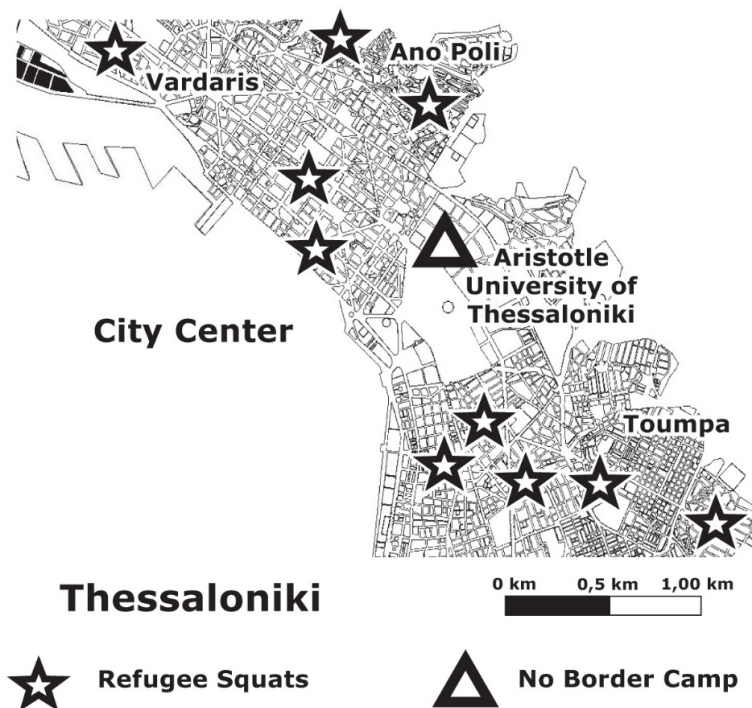 Ano Poli
Vardaris
Aristotle
University of
Thessaloniki
City Center
Toumpa
Thessaloniki
0 km 0,5 km 1,00 km
Refugee Squats
No Border Camp